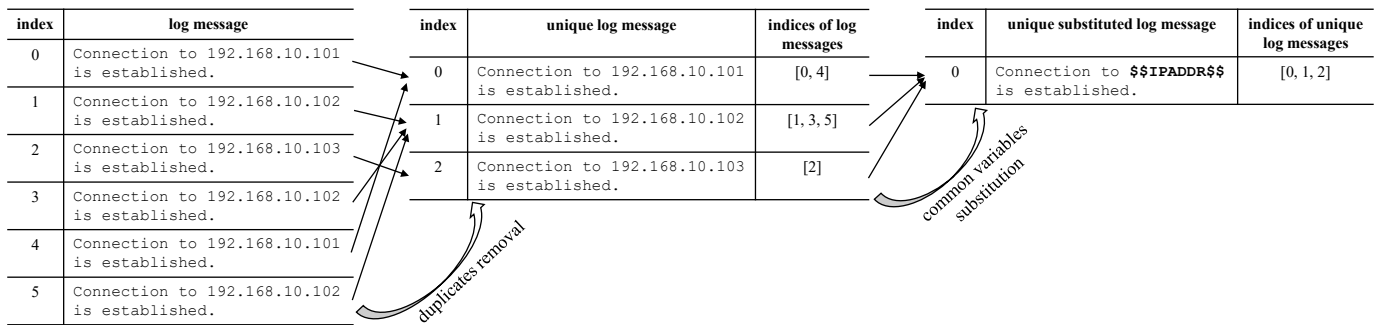 index log message
0 Connection to 192.168.10.101
is established.
1 Connection to 192.168.10.102
is established.
2 Connection to 192.168.10.103
is established.
3 Connection to 192.168.10.102
is established.
4 Connection to 192.168.10.101
is established.
5 Connection to 192.168.10.102
is established.
duplicates removal
index unique log message indices of log
messages
0 Connection to 192.168.10.101 [0, 4]
is established.
1 Connection to 192.168.10.102 [1, 3, 5]
is established.
2 Connection to 192.168.10.103 [2]
is established.
common variables
substitution
index unique substituted log message indices of unique
log messages
0 Connection to $$IPADDR$$ [0, 1, 2]
is established.